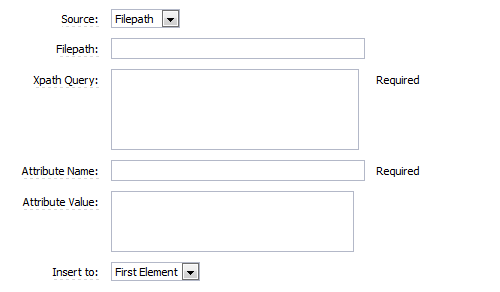 Source: Filepath
Filepath:
Xpath Query: Required
Attribute Name: Required
Attribute Value:
Insert to: First Element